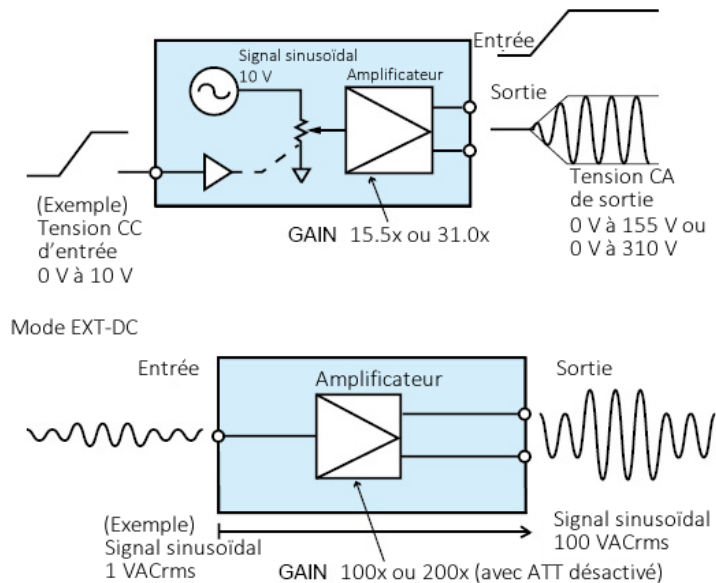 Signal sinusoïdal
10 V
Amplificateur
Entrée
Sortie
(Exemple)
Tension CC
d'entrée
0 V à 10 V
GAIN 15.5x ou 31.0x
Tension CA
de sortie
0 V à 155 V ou
0 V à 310 V
Mode EXT-DC
Entrée
Amplificateur
Sortie
(Exemple)
Signal sinusoïdal
1 VACrms
GAIN 100x ou 200x (avec ATT désactivé)
Signal sinusoïdal
100 VACrms